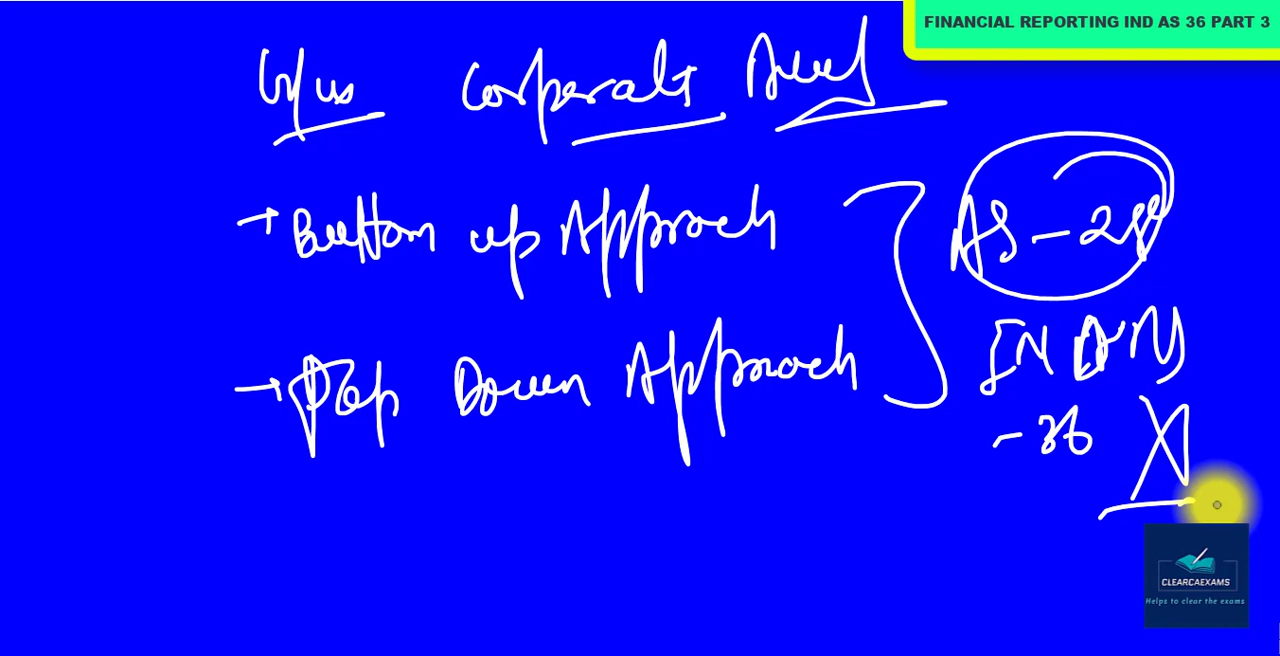 FINANCIAL REPORTING IND AS 36 PART 3
Corporate
→ Bottom up Approach
AS - 28
→ Top Down Approach
IND AS
- 36 X
CLEARCAEXAMS
Helps to clear the exams